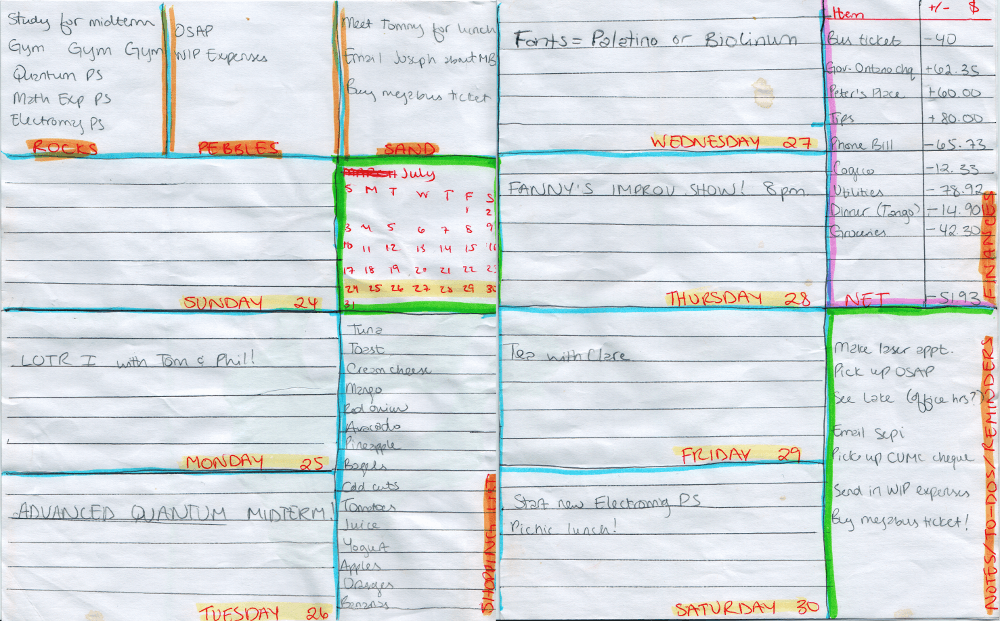 Study for midterm
Gym Gym Gym
Quantum PS
Math Exp PS
Electromag PS
ROCKS
OSAP
WIP Expenses
PEBBLES
Meet Tommy for lunch
Email Joseph about MB
Buy megabus ticket
SAND
SUNDAY 24
MARCH July
S M T W T F S
1 2
3 4 5 6 7 8 9
10 11 12 13 14 15 16
17 18 19 20 21 22 23
24 25 26 27 28 29 30
31
LOTR I with Tom & Phil!
MONDAY 25
ADVANCED QUANTUM MIDTERM!
TUESDAY 26
Tuna
Toast
Cream cheese
Mango
Red onion
Avacado
Pineapple
Bagels
Cold cuts
Tomatoes
Juice
Yogurt
Apples
Oranges
Bananas
SHOPPING LIST
Fonts = Palatino or Biolinum
WEDNESDAY 27
FANNY'S IMPROV SHOW! 8pm
THURSDAY 28
Tea with Mare
FRIDAY 29
Start new Electromag PS
Picnic lunch!
SATURDAY 30
Item +/- $
Bus ticket -40
Gov. Ontario chq +62.35
Peter's Place +60.00
Tips +80.00
Phone Bill -65.73
Cogeco -12.33
Utilities -78.92
Dinner (Tango) -14.90
Groceries -42.30
NET -51.93
FINANCES
Make laser appt.
Pick up OSAP
See Lake (office hrs?)
Email Sepi
Pick up CUMC cheque
Send in WIP expenses
Buy megabus ticket!
NOTES/TO-DOS/REMINDERS